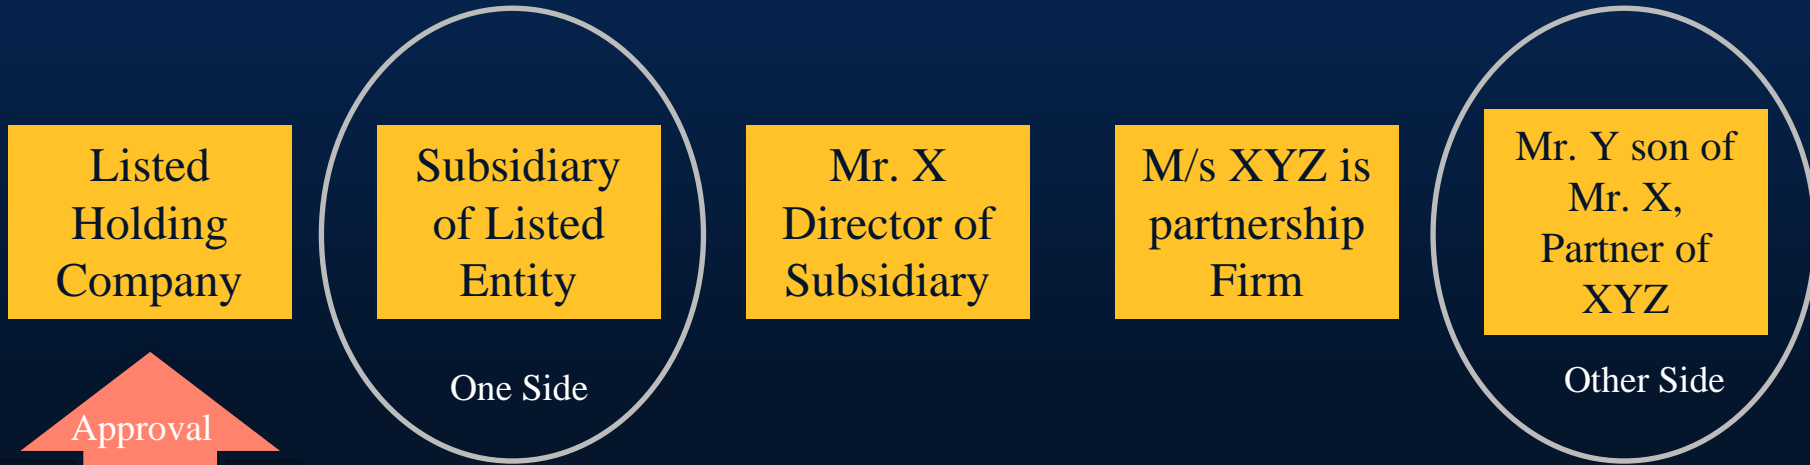 Listed
Holding
Company
Subsidiary
of Listed
Entity
Mr. X
Director of
Subsidiary
M/s XYZ is
partnership
Firm
Mr. Y son of
Mr. X,
Partner of
XYZ
One Side
Other Side
Approval